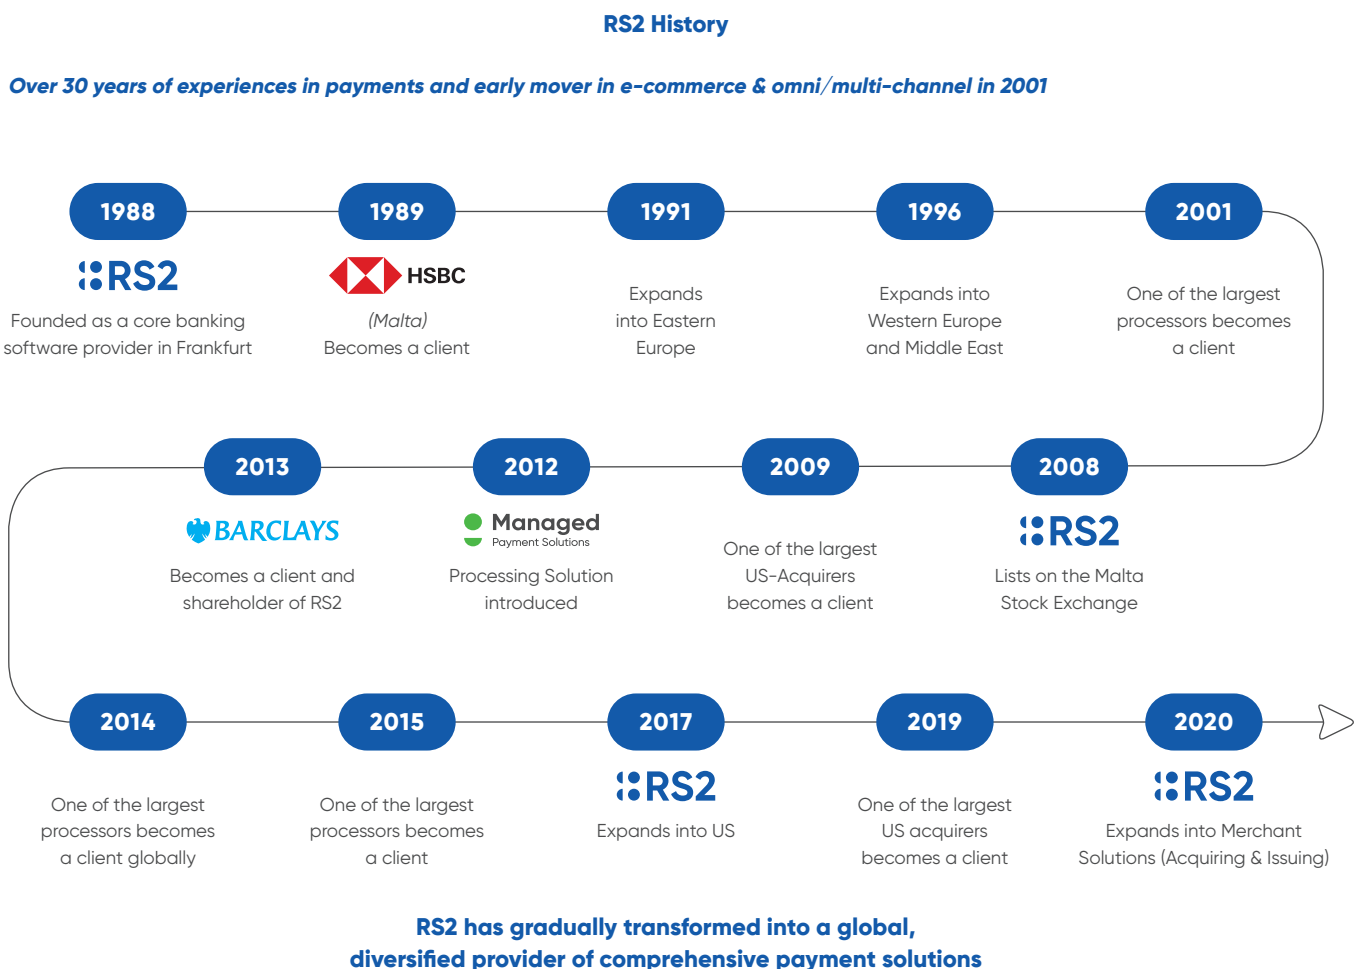 RS2 History
Over 30 years of experiences in payments and early mover in e-commerce & omni/multi-channel in 2001
1988
RS2
Founded as a core banking
software provider in Frankfurt
1989
HSBC
(Malta)
Becomes a client
1991
Expands
into Eastern
Europe
1996
Expands into
Western Europe
and Middle East
2001
One of the largest
processors becomes
a client
2008
RS2
Lists on the Malta
Stock Exchange
2009
One of the largest
US-Acquirers
becomes a client
2012
Managed
Payment Solutions
Processing Solution
introduced
2013
BARCLAYS
Becomes a client and
shareholder of RS2
2014
One of the largest
processors becomes
a client globally
2015
One of the largest
processors becomes
a client
2017
RS2
Expands into US
2019
One of the largest
US acquirers
becomes a client
2020
RS2
Expands into Merchant
Solutions (Acquiring & Issuing)
RS2 has gradually transformed into a global,
diversified provider of comprehensive payment solutions